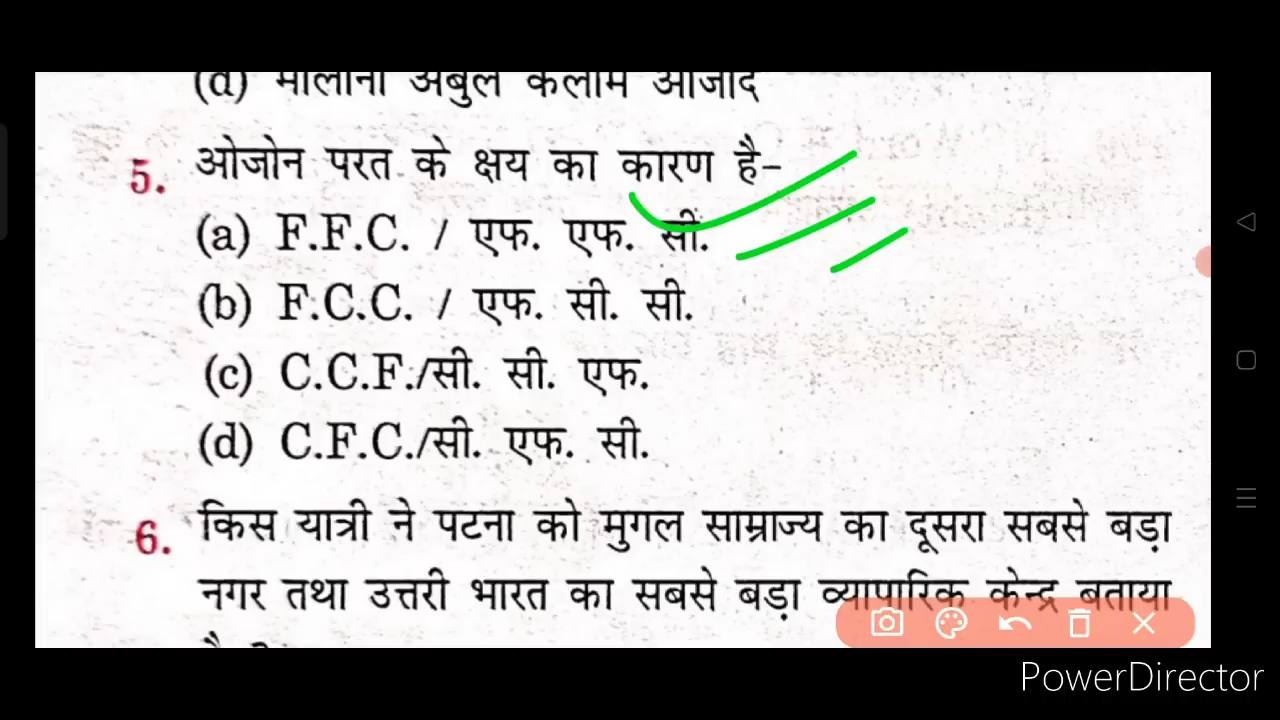 (d) मौलाना अबुल कलाम आजाद
5. ओजोन परत के क्षय का कारण है-
(a) F.F.C. / एफ. एफ. सी.
(b) F.C.C. / एफ. सी. सी.
(c) C.C.F./सी. सी. एफ.
(d) C.F.C./सी. एफ. सी.
6. किस यात्री ने पटना को मुगल साम्राज्य का दूसरा सबसे बड़ा
नगर तथा उत्तरी भारत का सबसे बड़ा व्यापारिक केन्द्र बताया
PowerDirector